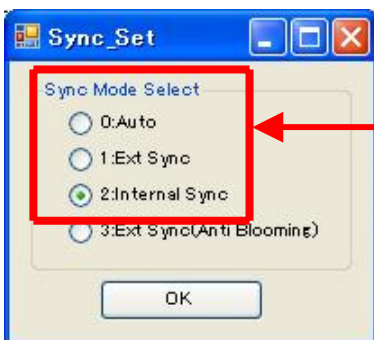 Sync_Set
Sync Mode Select
0:Auto
1:Ext Sync
2:Internal Sync
3:Ext Sync(Anti Blooming)
OK